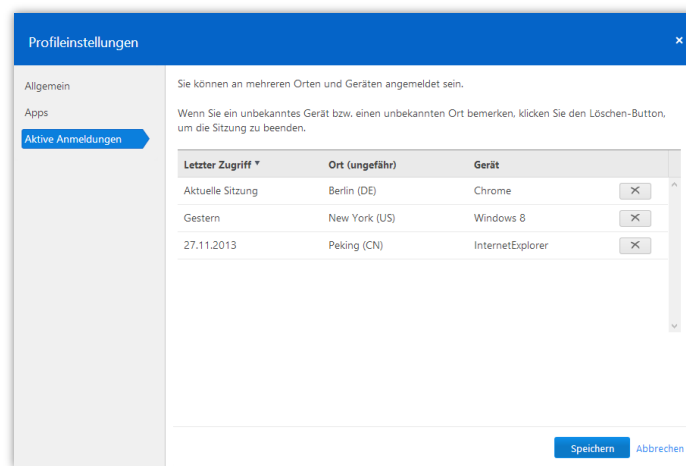 Profileinstellungen
×
Allgemein
Apps
Aktive Anmeldungen
Sie können an mehreren Orten und Geräten angemeldet sein.
Wenn Sie ein unbekanntes Gerät bzw. einen unbekannten Ort bemerken, klicken Sie den Löschen-Button,
um die Sitzung zu beenden.
Letzter Zugriff ▼ Ort (ungefähr) Gerät
Aktuelle Sitzung Berlin (DE) Chrome
Gestern New York (US) Windows 8
27.11.2013 Peking (CN) InternetExplorer
Speichern Abbrechen